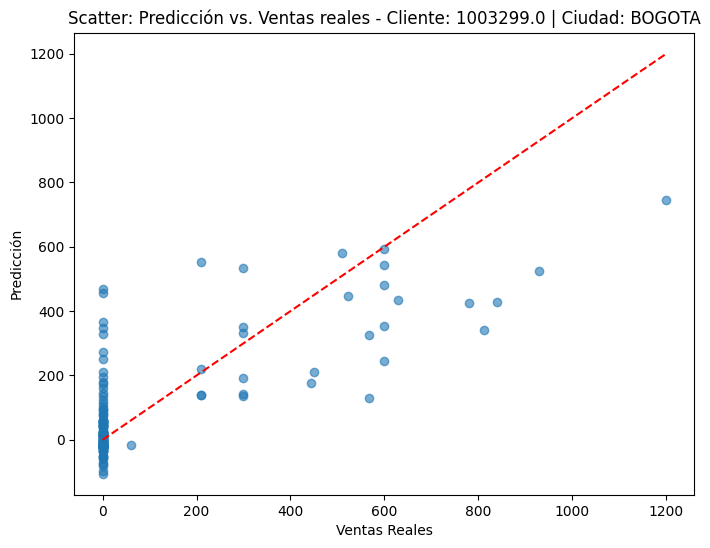 Scatter: Predicción vs. Ventas reales - Cliente: 1003299.0 | Ciudad: BOGOTA
1200
1000
800
600
400
200
0
Predicción
0 200 400 600 800 1000 1200
Ventas Reales